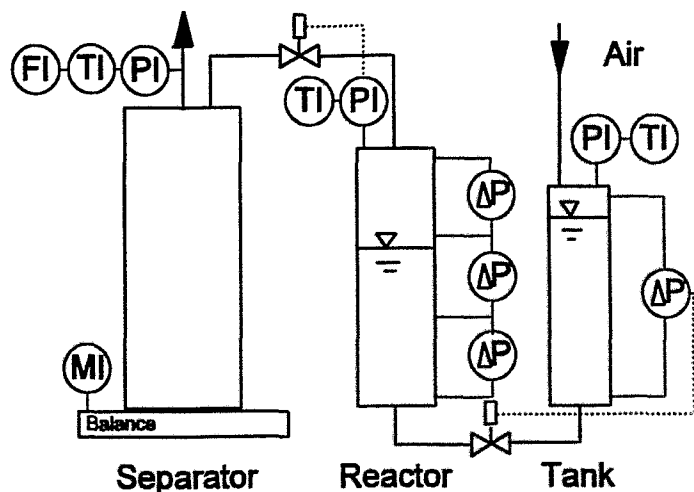 Air
FI TI PI
TI PI
PI TI
ΔP
ΔP
ΔP
ΔP
MI
Balance
Separator Reactor Tank